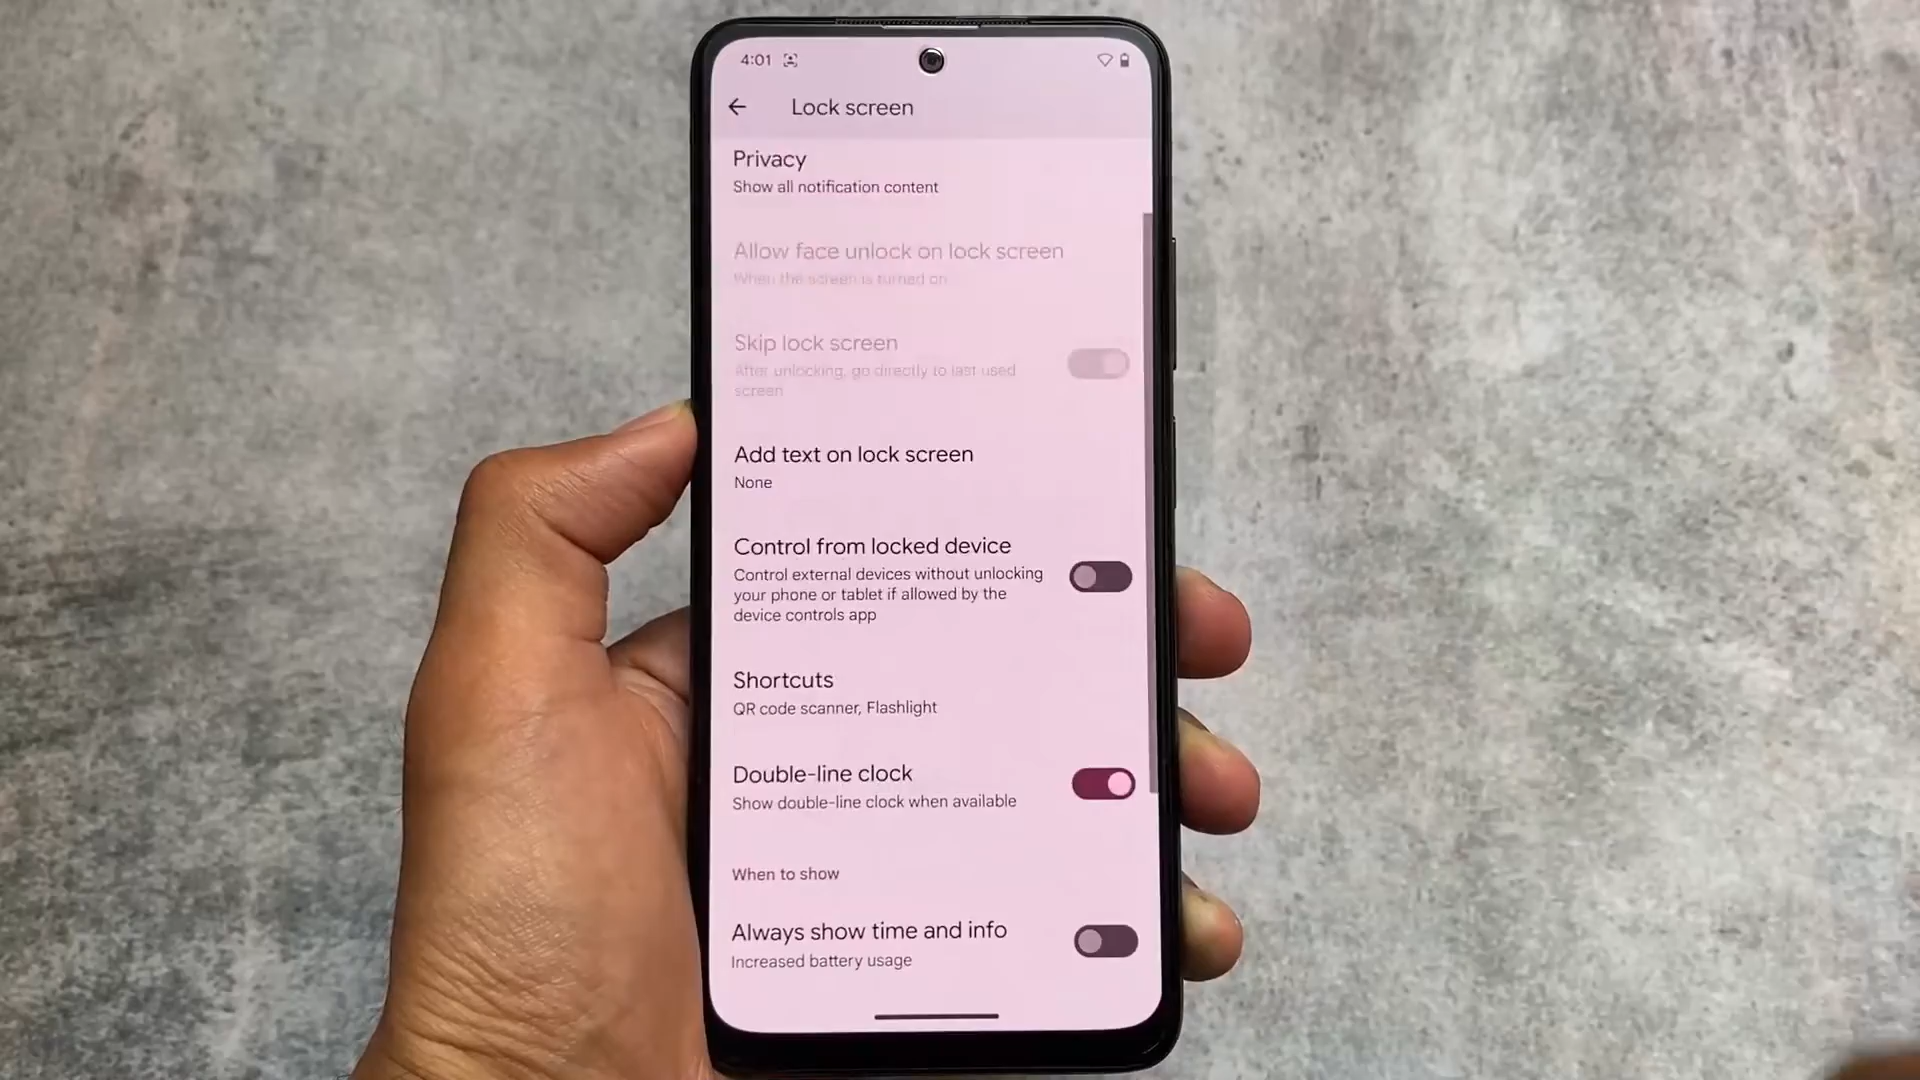 4:01
Lock screen
Privacy
Show all notification content
Allow face unlock on lock screen
When the screen is turned on
Skip lock screen
After unlocking, go directly to last used
screen
Add text on lock screen
None
Control from locked device
Control external devices without unlocking
your phone or tablet if allowed by the
device controls app
Shortcuts
QR code scanner, Flashlight
Double-line clock
Show double-line clock when available
When to show
Always show time and info
Increased battery usage